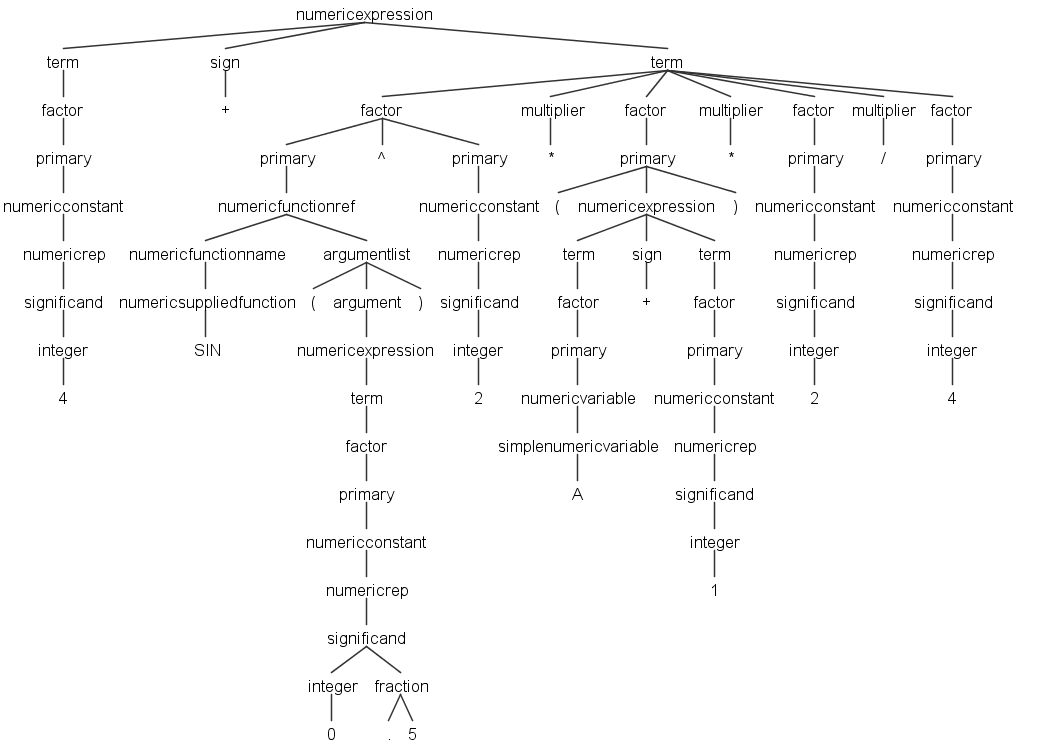 numericexpression
term sign term
factor + factor multiplier factor multiplier factor multiplier factor
primary primary ^ primary * primary * primary / primary
numericconstant numericfunctionref numericconstant ( numericexpression ) numericconstant numericconstant
numericrep numericfunctionname argumentlist numericrep term sign term numericrep numericrep
significand numericsuppliedfunction ( argument ) significand factor + factor significand significand
integer SIN numericexpression integer primary primary integer integer
4 term 2 numericvariable numericconstant 2 4
factor simplenumericvariable numericrep
primary A significand
numericconstant integer
numericrep 1
significand
integer fraction
0 . 5